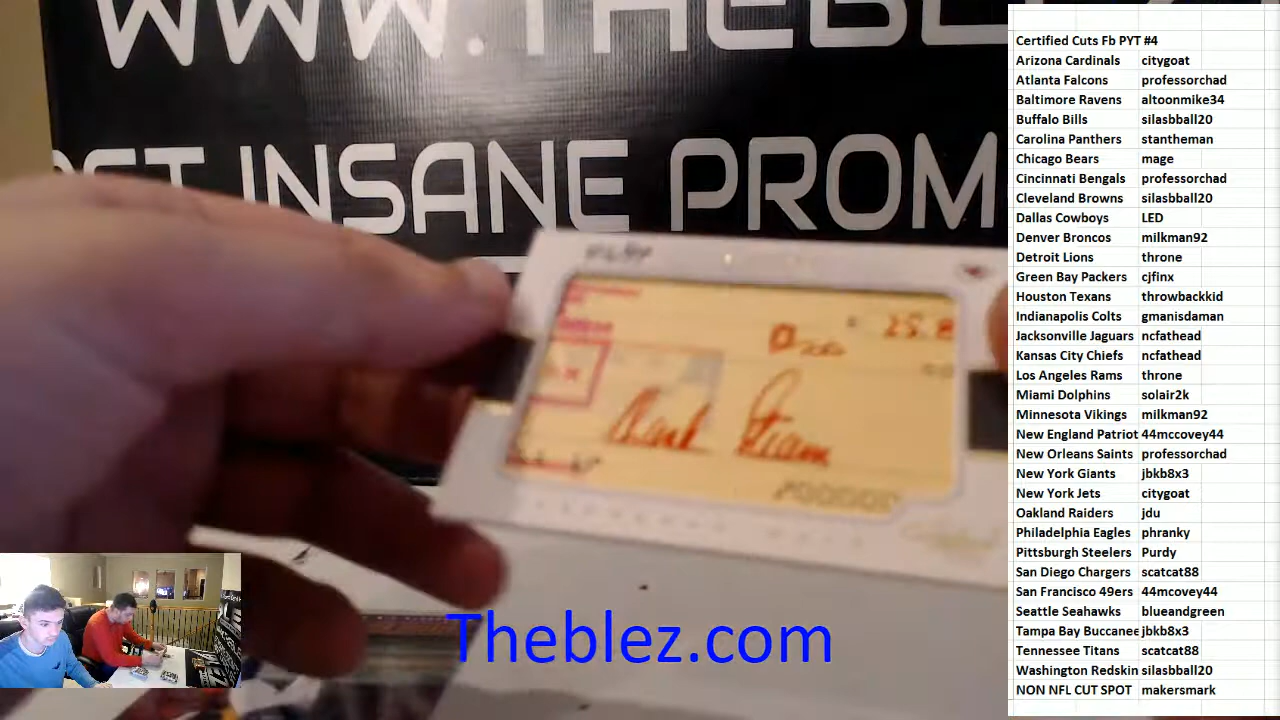 WWW.THEBLE
INSANE PROM
25.8
Theblez.com
Certified Cuts Fb PYT #4
Arizona Cardinals citygoat
Atlanta Falcons professorchad
Baltimore Ravens altoonmike34
Buffalo Bills silasbball20
Carolina Panthers stantheman
Chicago Bears mage
Cincinnati Bengals professorchad
Cleveland Browns silasbball20
Dallas Cowboys LED
Denver Broncos milkman92
Detroit Lions throne
Green Bay Packers cjfinx
Houston Texans throwbackkid
Indianapolis Colts gmanisdaman
Jacksonville Jaguars ncfathead
Kansas City Chiefs ncfathead
Los Angeles Rams throne
Miami Dolphins solair2k
Minnesota Vikings milkman92
New England Patriot 44mccovey44
New Orleans Saints professorchad
New York Giants jbkb8x3
New York Jets citygoat
Oakland Raiders jdu
Philadelphia Eagles phranky
Pittsburgh Steelers Purdy
San Diego Chargers scatcat88
San Francisco 49ers 44mcovey44
Seattle Seahawks blueandgreen
Tampa Bay Buccanee jbkb8x3
Tennessee Titans scatcat88
Washington Redskin silasbball20
NON NFL CUT SPOT makersmark